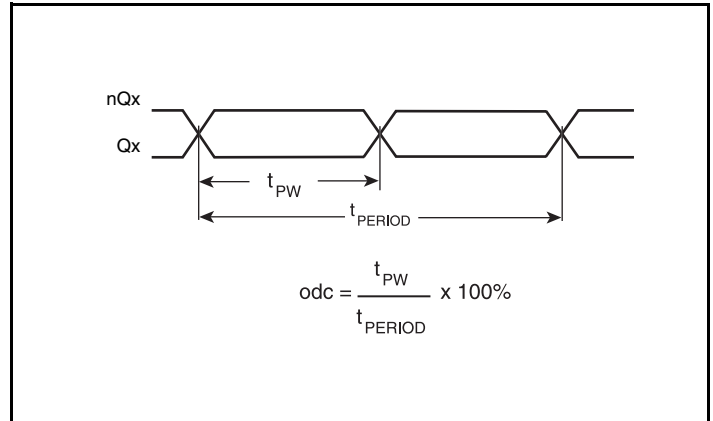 nQx
Qx
tPW
tPERIOD
odc = tPW / tPERIOD x 100%